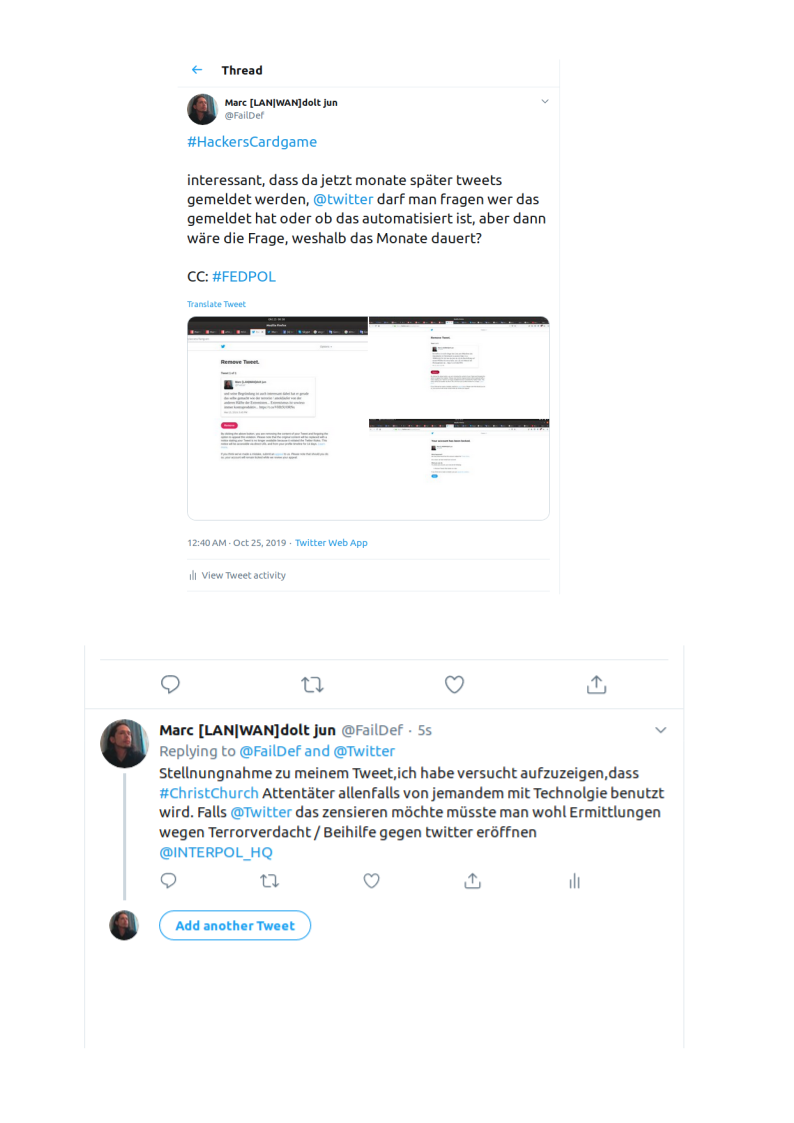 Thread
Marc [LAN|WAN]dolt jun
@FailDef
#HackersCardgame
interessant, dass da jetzt monate später tweets
gemeldet werden, @twitter darf man fragen wer das
gemeldet hat oder ob das automatisiert ist, aber dann
wäre die Frage, weshalb das Monate dauert?
CC: #FEDPOL
Translate Tweet
Remove Tweet.
12:40 AM · Oct 25, 2019 · Twitter Web App
View Tweet activity
Marc [LAN|WAN]dolt jun @FailDef · 5s
Replying to @FailDef and @Twitter
Stellnungnahme zu meinem Tweet,ich habe versucht aufzuzeigen,dass
#ChristChurch Attentäter allenfalls von jemandem mit Technolgie benutzt
wird. Falls @Twitter das zensieren möchte müsste man wohl Ermittlungen
wegen Terrorverdacht / Beihilfe gegen twitter eröffnen
@INTERPOL_HQ
Add another Tweet